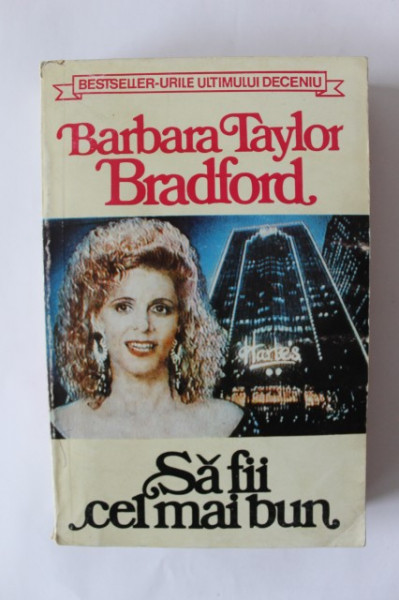 BESTSELLER-URILE ULTIMULUI DECENIU
Barbara Taylor
Bradford
Harte's
Să fii
cel mai bun